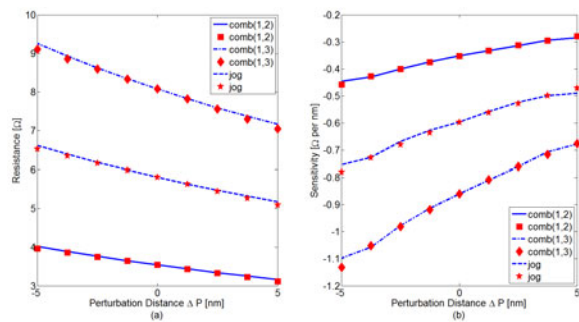 10
9
8
7
6
5
4
3
2
-5
0
5
Resistance [Ω]
Perturbation Distance Δ P [nm]
(a)
comb(1,2)
comb(1,2)
comb(1,3)
comb(1,3)
jog
jog
-0.2
-0.3
-0.4
-0.5
-0.6
-0.7
-0.8
-0.9
-1
-1.1
-1.2
-5
0
5
Sensitivity [Ω per nm]
Perturbation Distance Δ P [nm]
(b)
comb(1,2)
comb(1,2)
comb(1,3)
comb(1,3)
jog
jog